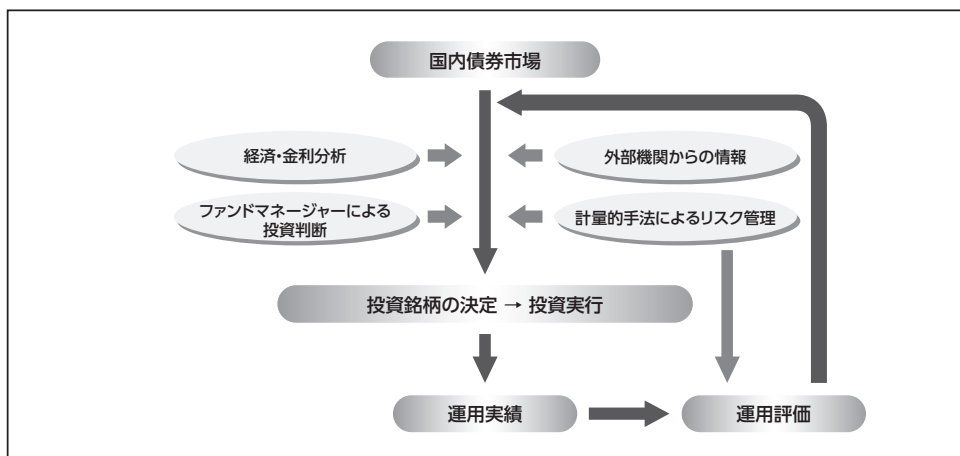 国内債券市場
経済・金利分析
外部機関からの情報
ファンドマネージャーによる
投資判断
計量的手法によるリスク管理
投資銘柄の決定 → 投資実行
運用実績
運用評価